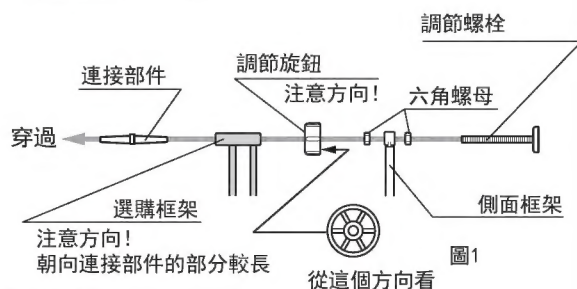 調節螺栓
連接部件
調節旋鈕
注意方向!
六角螺母
穿過
選購框架
注意方向!
朝向連接部件的部分較長
側面框架
圖1
從這個方向看